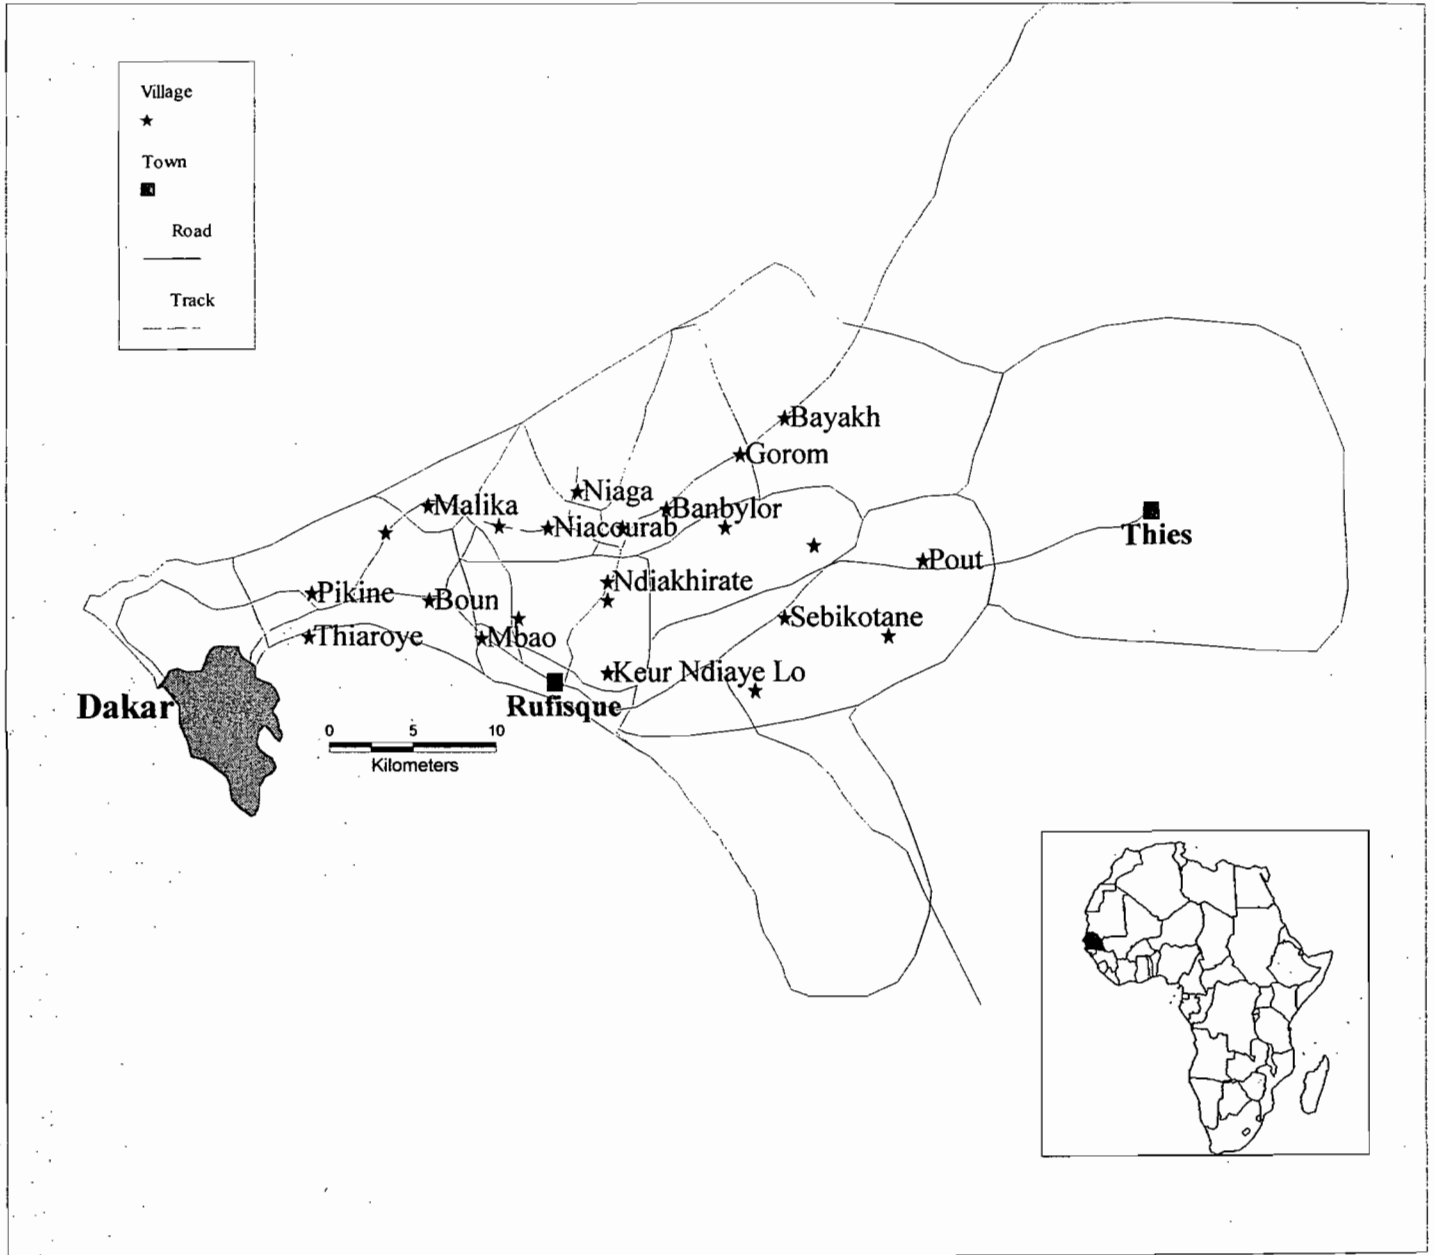 Village
Town
Road
Track
Bayakh
Gorom
Niaga
Malika
Banbylor
Niacourab
Thies
Pout
Ndiakhirate
Pikine
Boun
Sebikotane
Thiaroye
Mbao
Keur Ndiaye Lo
Dakar
Rufisque
0 5 10
Kilometers